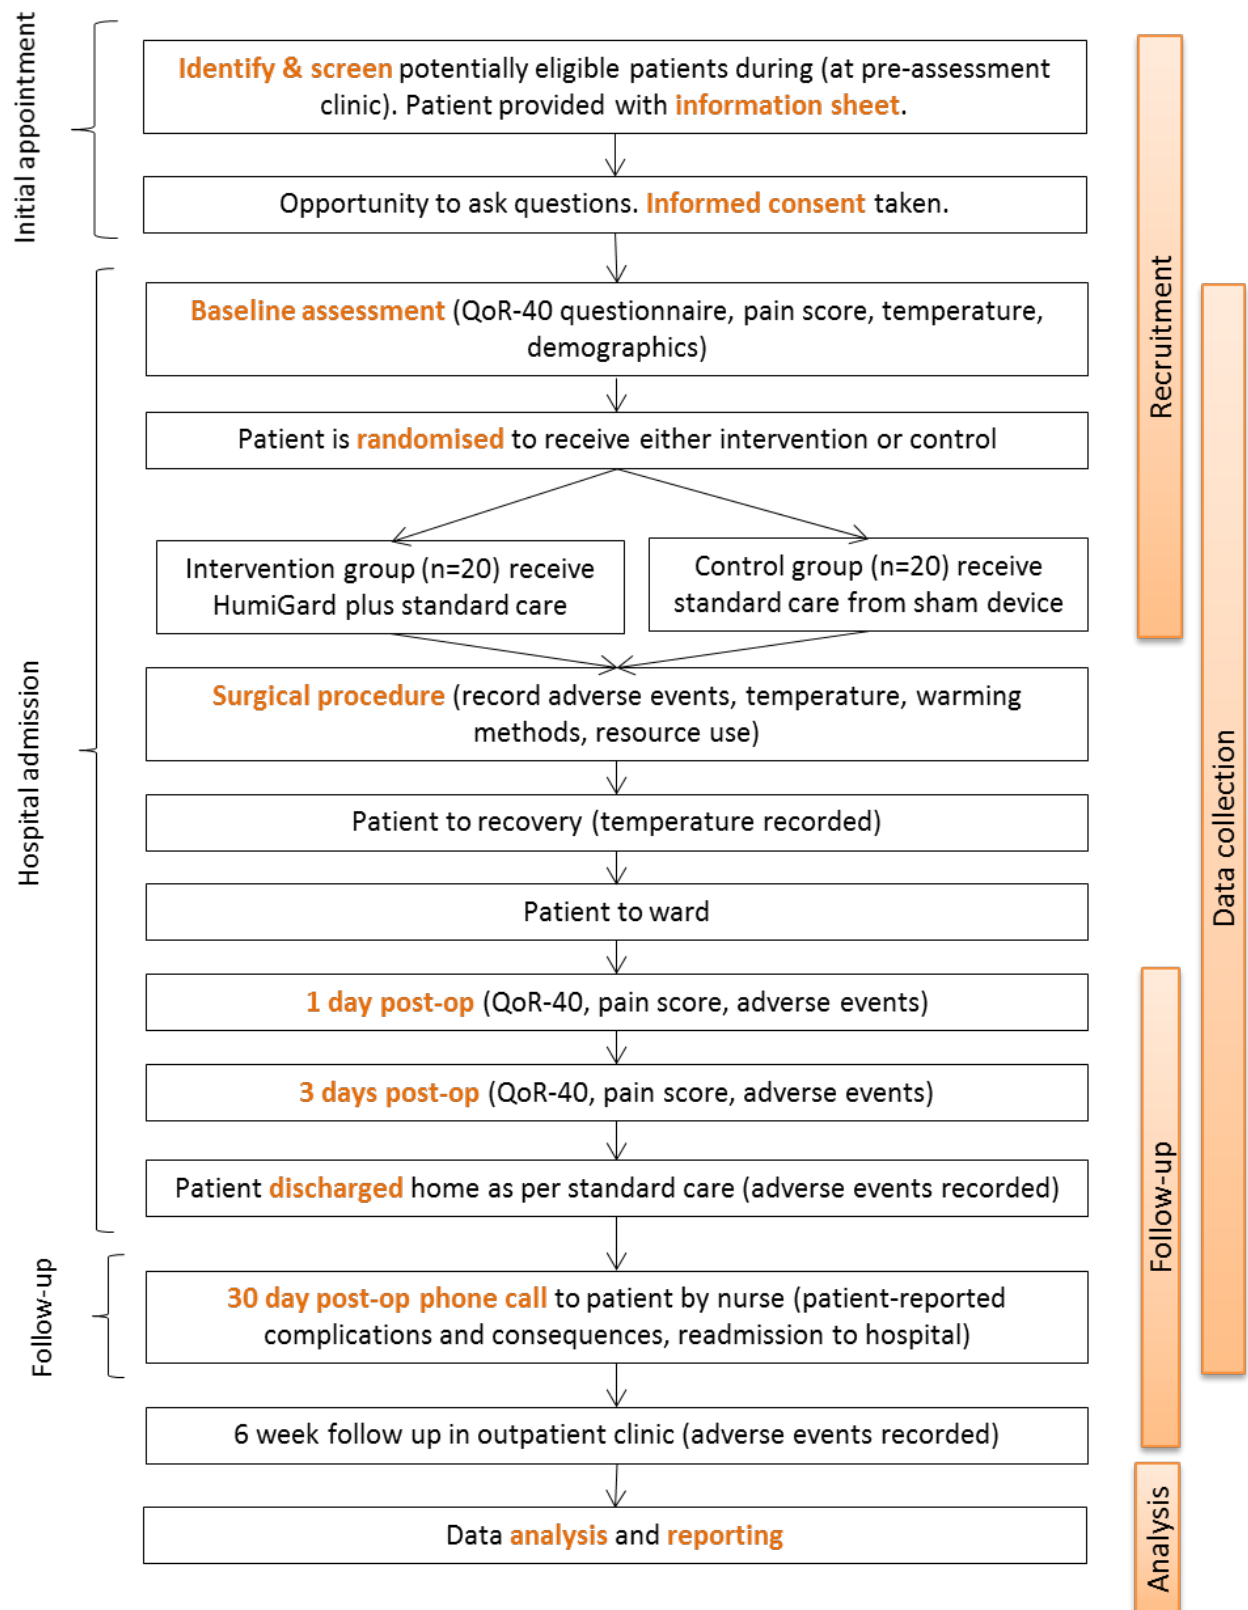 Initial appointment
Identify & screen potentially eligible patients during (at pre-assessment
clinic). Patient provided with information sheet.
Opportunity to ask questions. Informed consent taken.
Recruitment
Hospital admission
Baseline assessment (QoR-40 questionnaire, pain score, temperature,
demographics)
Patient is randomised to receive either intervention or control
Intervention group (n=20) receive
HumiGard plus standard care
Control group (n=20) receive
standard care from sham device
Data collection
Surgical procedure (record adverse events, temperature, warming
methods, resource use)
Patient to recovery (temperature recorded)
Patient to ward
1 day post-op (QoR-40, pain score, adverse events)
3 days post-op (QoR-40, pain score, adverse events)
Patient discharged home as per standard care (adverse events recorded)
Follow-up
Follow-up
30 day post-op phone call to patient by nurse (patient-reported
complications and consequences, readmission to hospital)
6 week follow up in outpatient clinic (adverse events recorded)
Data analysis and reporting
Analysis